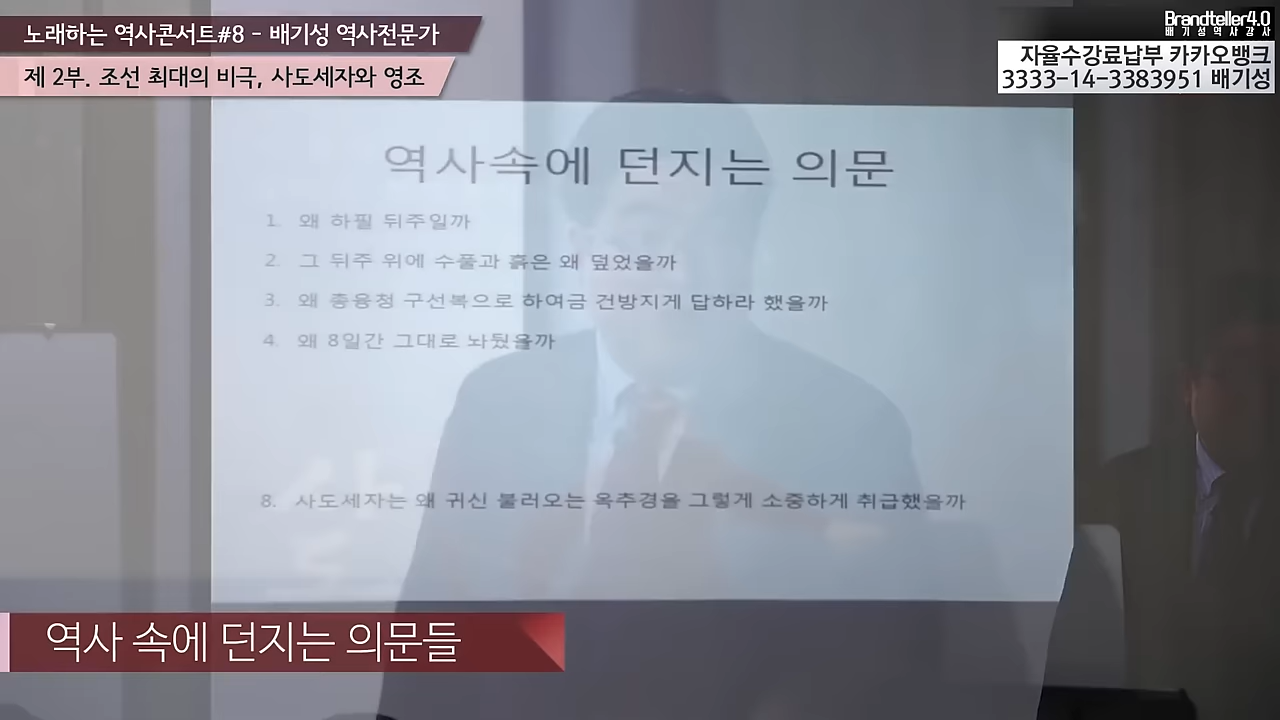 노래하는 역사콘서트#8 - 배기성 역사전문가
제 2부. 조선 최대의 비극, 사도세자와 영조
Brandteller4.0
배기성역사강사
자율수강료납부 카카오뱅크
3333-14-3383951 배기성
역사속에 던지는 의문
1. 왜 하필 뒤주일까
2. 그 뒤주 위에 수풀과 흙은 왜 덮었을까
3. 왜 총융청 구선복으로 하여금 건방지게 답하라 했을까
4. 왜 8일간 그대로 놔뒀을까
8. 사도세자는 왜 귀신 불러오는 옥추경을 그렇게 소중하게 취급했을까
역사 속에 던지는 의문들